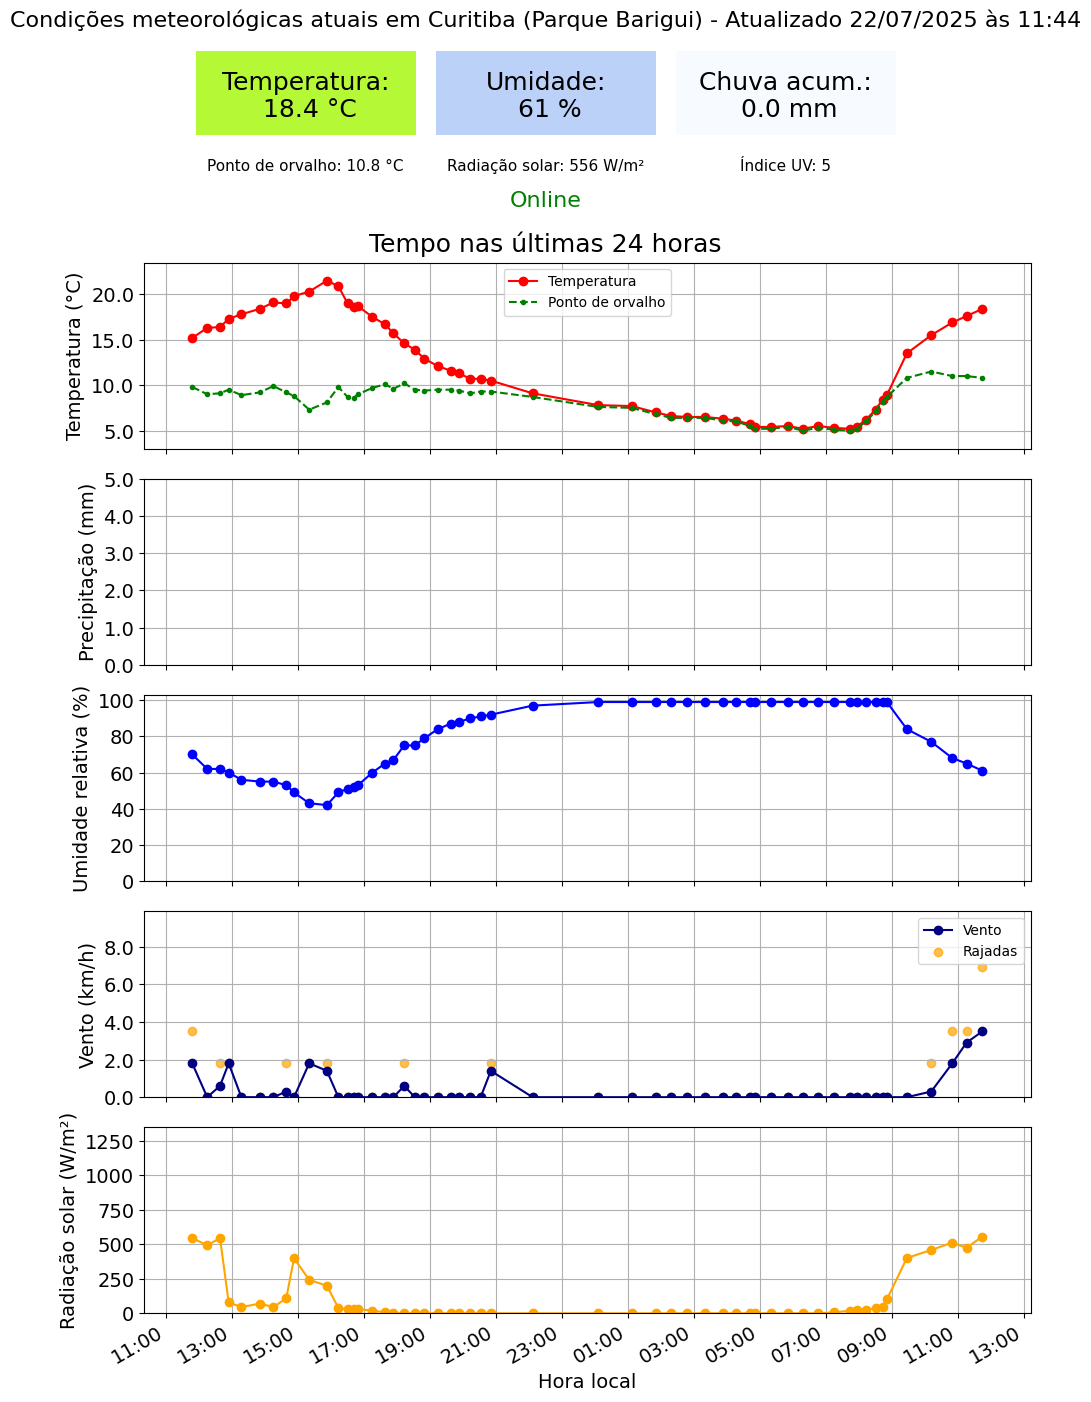 Condições meteorológicas atuais em Curitiba (Parque Barigui) - Atualizado 22/07/2025 às 11:44
Temperatura:
18.4 °C
Umidade:
61 %
Chuva acum.:
0.0 mm
Ponto de orvalho: 10.8 °C
Radiação solar: 556 W/m²
Índice UV: 5
Online
Tempo nas últimas 24 horas
Temperatura (°C)
20.0
15.0
10.0
5.0
Temperatura
Ponto de orvalho
Precipitação (mm)
5.0
4.0
3.0
2.0
1.0
0.0
Umidade relativa (%)
100
80
60
40
20
0
Vento (km/h)
8.0
6.0
4.0
2.0
0.0
Vento
Rajadas
Radiação solar (W/m²)
1250
1000
750
500
250
0
11:00
13:00
15:00
17:00
19:00
21:00
23:00
01:00
03:00
05:00
07:00
09:00
11:00
13:00
Hora local